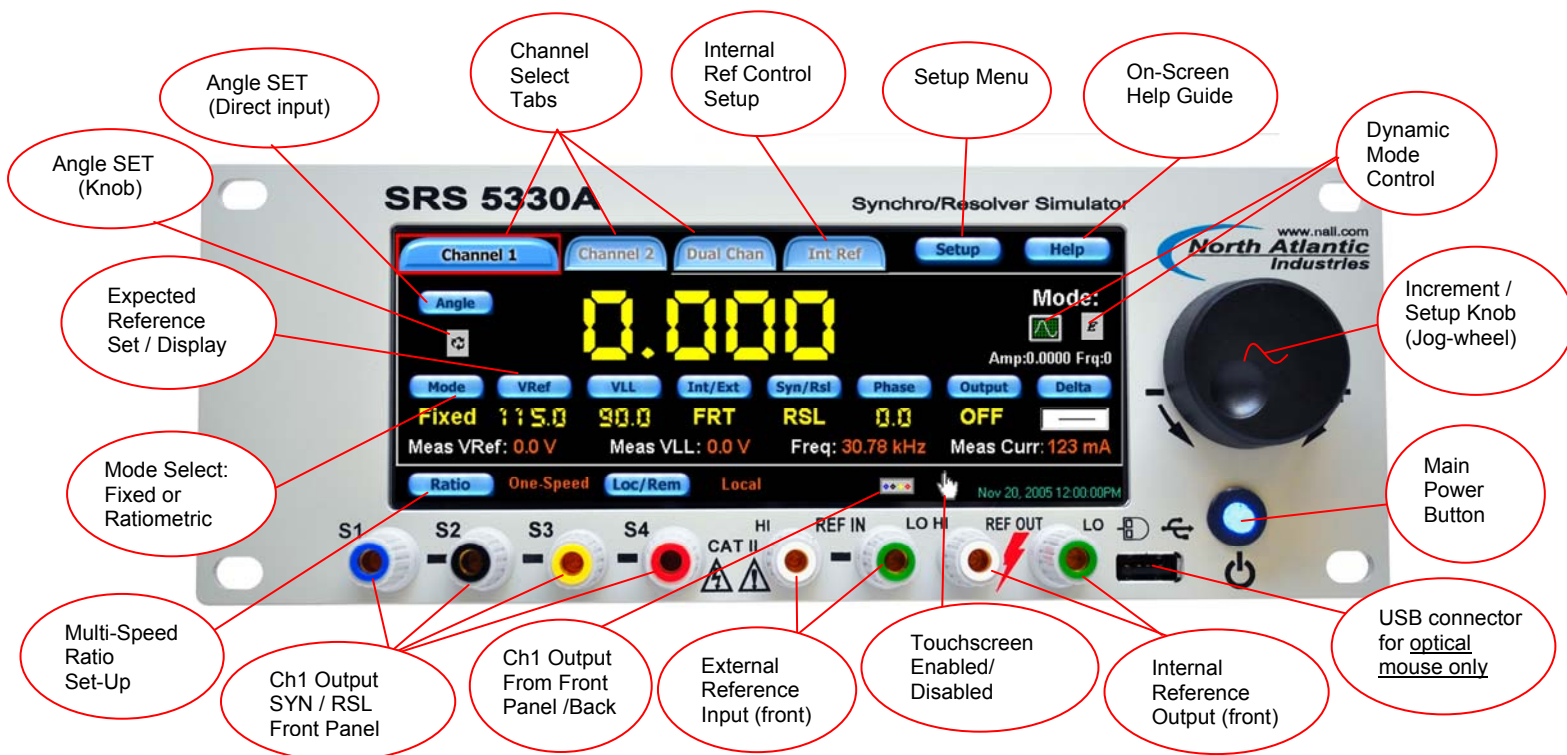 Channel
Select
Tabs
Internal
Ref Control
Setup
Setup Menu
On-Screen
Help Guide
Angle SET
(Direct input)
Dynamic
Mode
Control
Angle SET
(Knob)
SRS 5330A
Synchro/Resolver Simulator
www.naii.com
North Atlantic
Industries
Channel 1
Channel 2
Dual Chan
Int Ref
Setup
Help
Expected
Reference
Set / Display
Angle
0.000
Mode:
Amp:0.0000 Frq:0
Increment /
Setup Knob
(Jog-wheel)
Mode VRef VLL Int/Ext Syn/Rsl Phase Output Delta
Fixed 115.0 90.0 FRT RSL 0.0 OFF
Meas VRef: 0.0 V Meas VLL: 0.0 V Freq: 30.78 kHz Meas Curr: 123 mA
Mode Select:
Fixed or
Ratiometric
Ratio One-Speed Loc/Rem Local
Nov 20, 2005 12:00:00PM
Main
Power
Button
S1 S2 S3 S4
CAT II
HI REF IN LO HI REF OUT LO
Multi-Speed
Ratio
Set-Up
Ch1 Output
SYN / RSL
Front Panel
Ch1 Output
From Front
Panel /Back
External
Reference
Input (front)
Touchscreen
Enabled/
Disabled
Internal
Reference
Output (front)
USB connector
for optical
mouse only